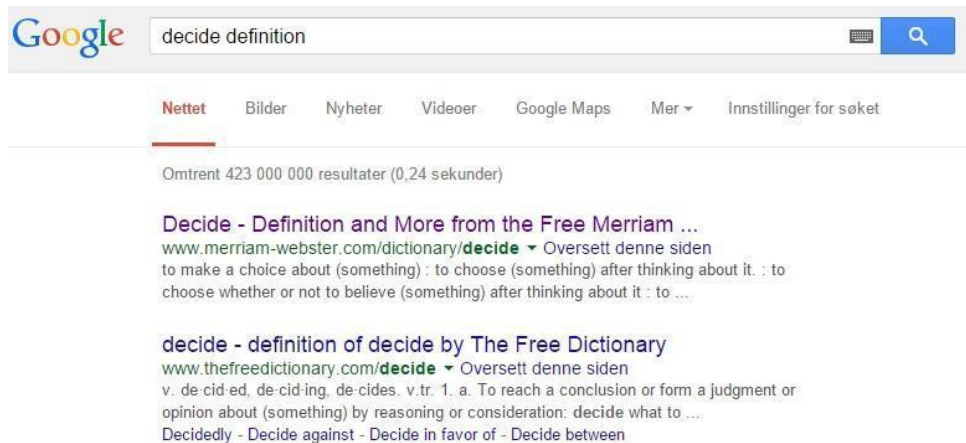 Google decide definition
Nettet Bilder Nyheter Videoer Google Maps Mer Innstillinger for søket
Omtrent 423 000 000 resultater (0,24 sekunder)
Decide - Definition and More from the Free Merriam ...
www.merriam-webster.com/dictionary/decide Oversett denne siden
to make a choice about (something) : to choose (something) after thinking about it. : to
choose whether or not to believe (something) after thinking about it : to ...
decide - definition of decide by The Free Dictionary
www.thefreedictionary.com/decide Oversett denne siden
v. de·cid·ed, de·cid·ing, de·cides. v.tr. 1. a. To reach a conclusion or form a judgment or
opinion about (something) by reasoning or consideration: decide what to ...
Decidedly - Decide against - Decide in favor of - Decide between